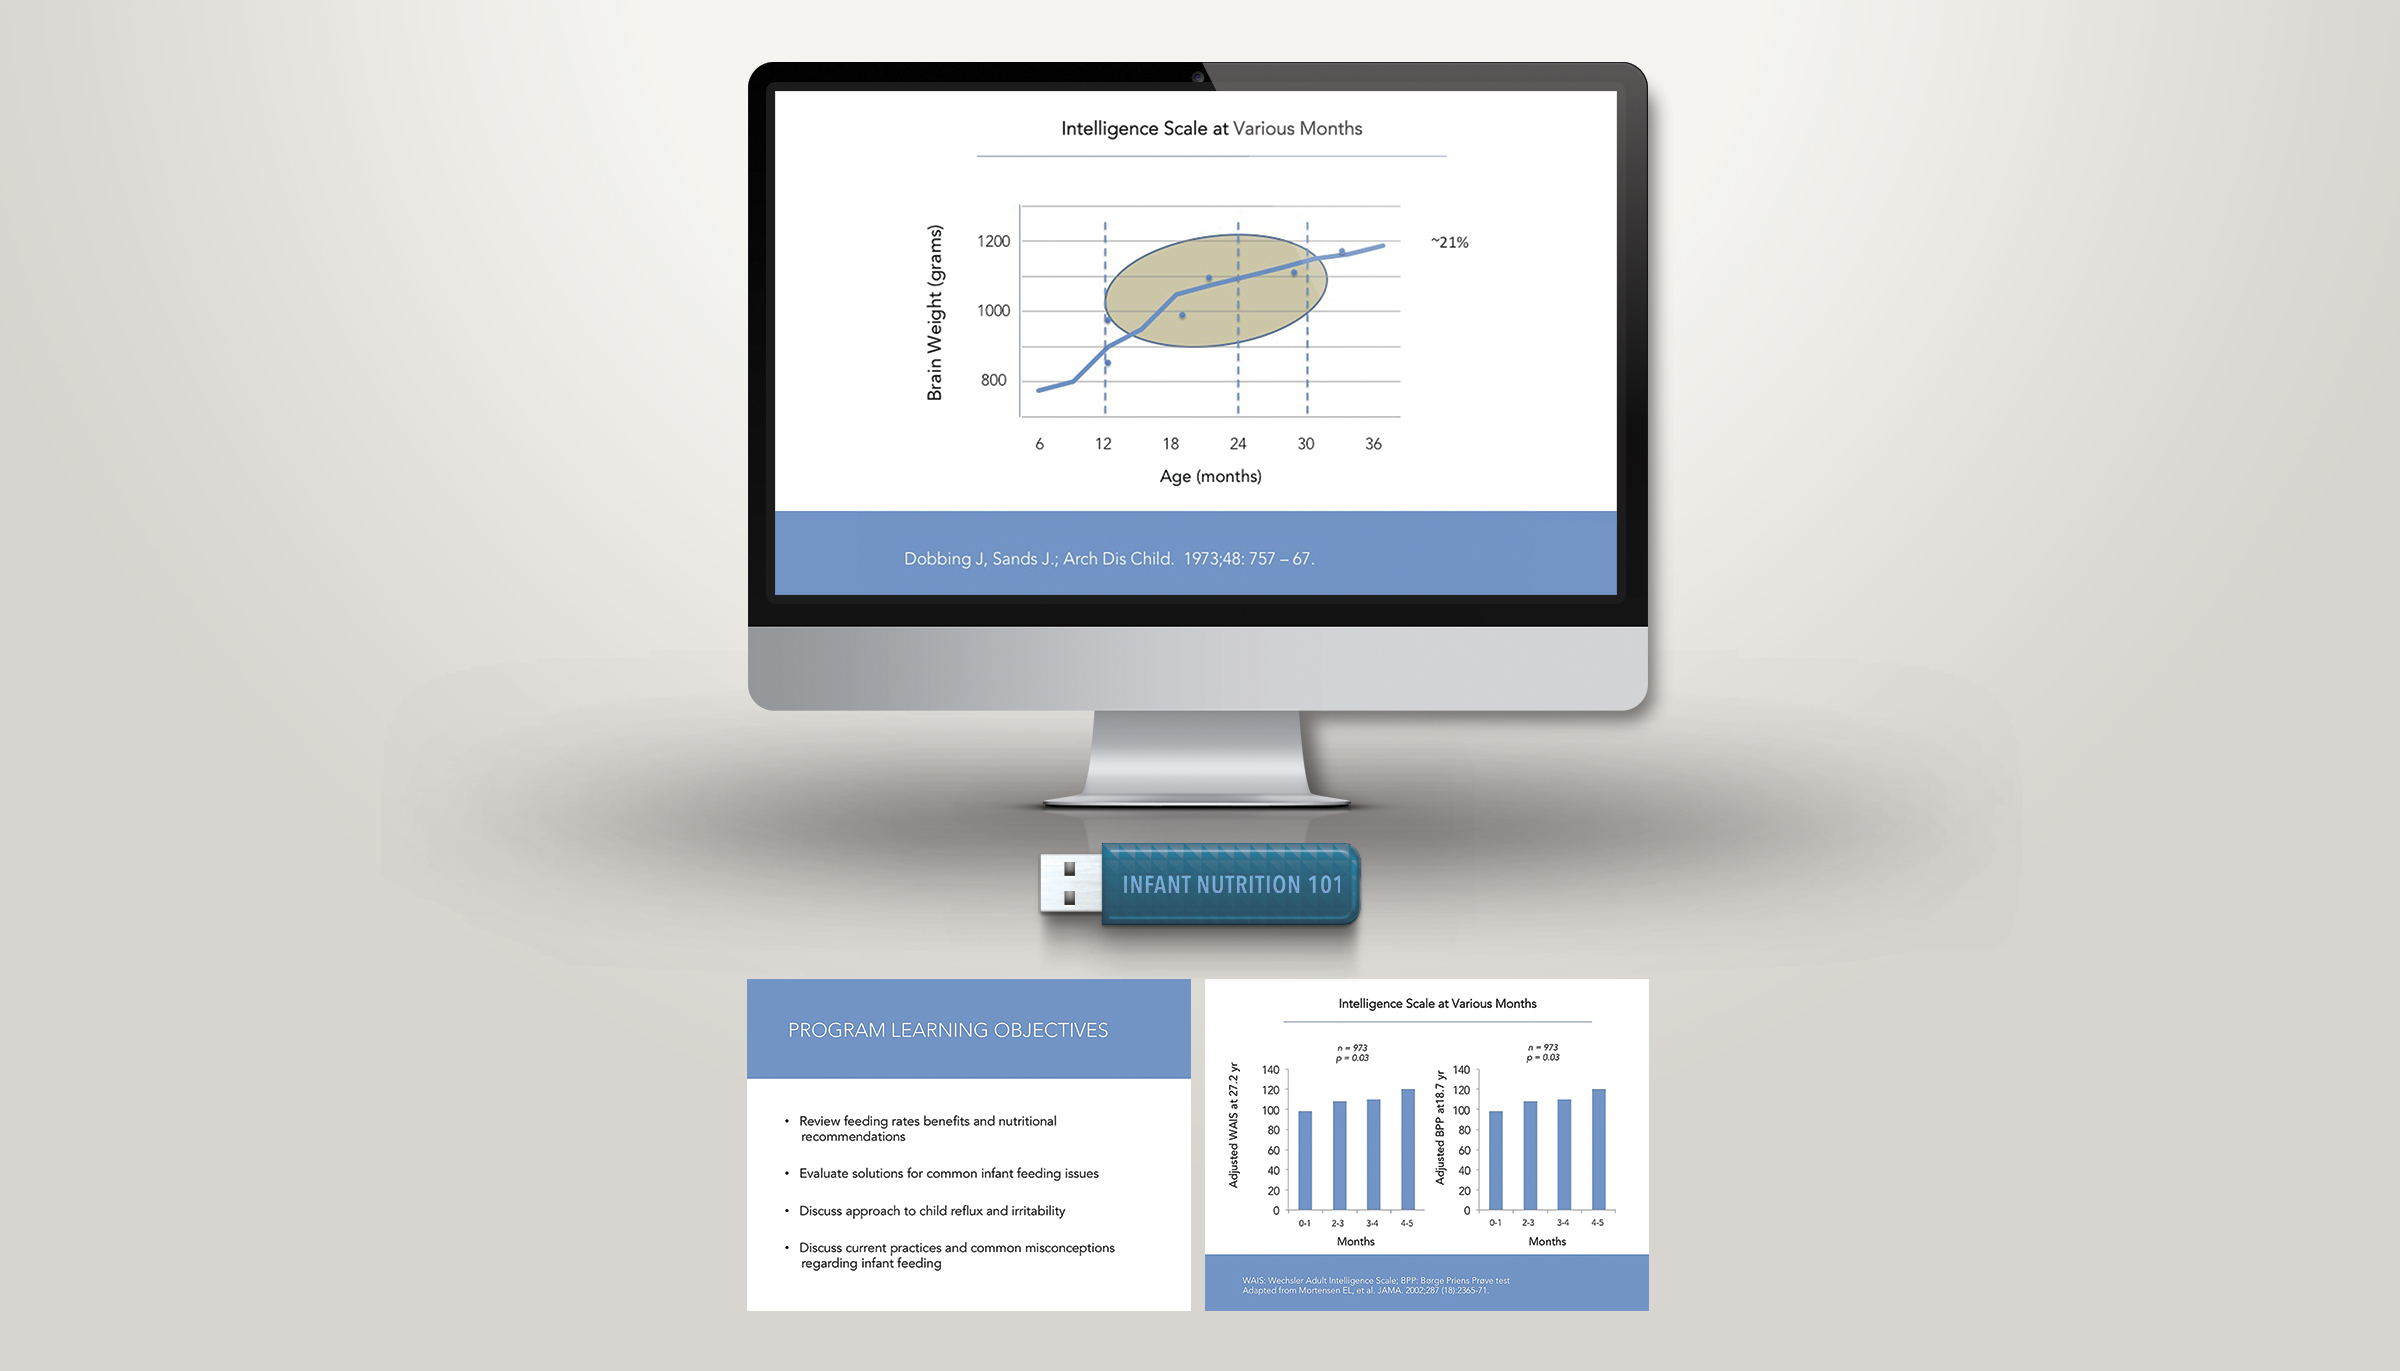 Intelligence Scale at Various Months
Brain Weight (grams)
1200
1000
800
~21%
6 12 18 24 30 36
Age (months)
Dobbing J, Sands J.; Arch Dis Child. 1973;48: 757 – 67.
INFANT NUTRITION 101
PROGRAM LEARNING OBJECTIVES
• Review feeding rates benefits and nutritional
recommendations
• Evaluate solutions for common infant feeding issues
• Discuss approach to child reflux and irritability
• Discuss current practices and common misconceptions
regarding infant feeding
Intelligence Scale at Various Months
n = 973
p = 0.03
Adjusted WAIS at 27.2 yr
140
120
100
80
60
40
20
0
0-1 2-3 3-4 4-5
Months
n = 973
p = 0.03
Adjusted BPP at18.7 yr
140
120
100
80
60
40
20
0
0-1 2-3 3-4 4-5
Months
WAIS: Wechsler Adult Intelligence Scale; BPP: Børge Priens Prøve test
Adapted from Mortensen EL, et al. JAMA. 2002;287 (18):2365-71.